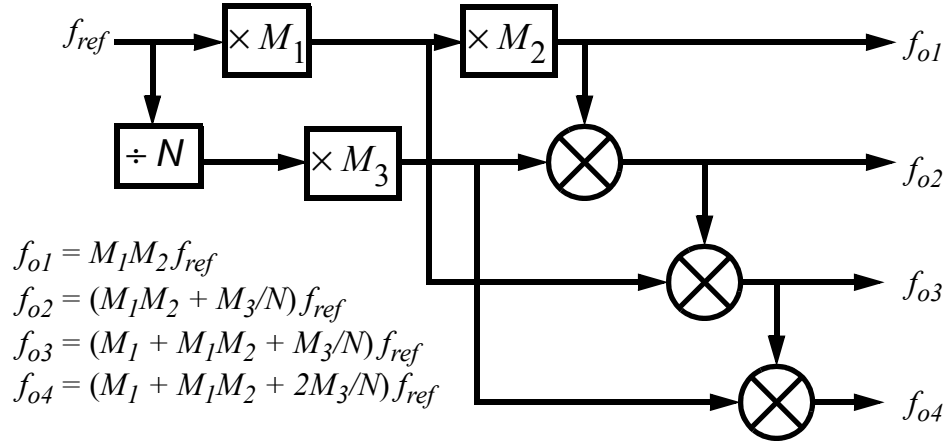 f_ref × M_1 × M_2 f_o1
÷ N × M_3 f_o2
f_o1 = M_1M_2 f_ref
f_o2 = (M_1M_2 + M_3/N) f_ref
f_o3 = (M_1 + M_1M_2 + M_3/N) f_ref
f_o4 = (M_1 + M_1M_2 + 2M_3/N) f_ref
f_o3
f_o4